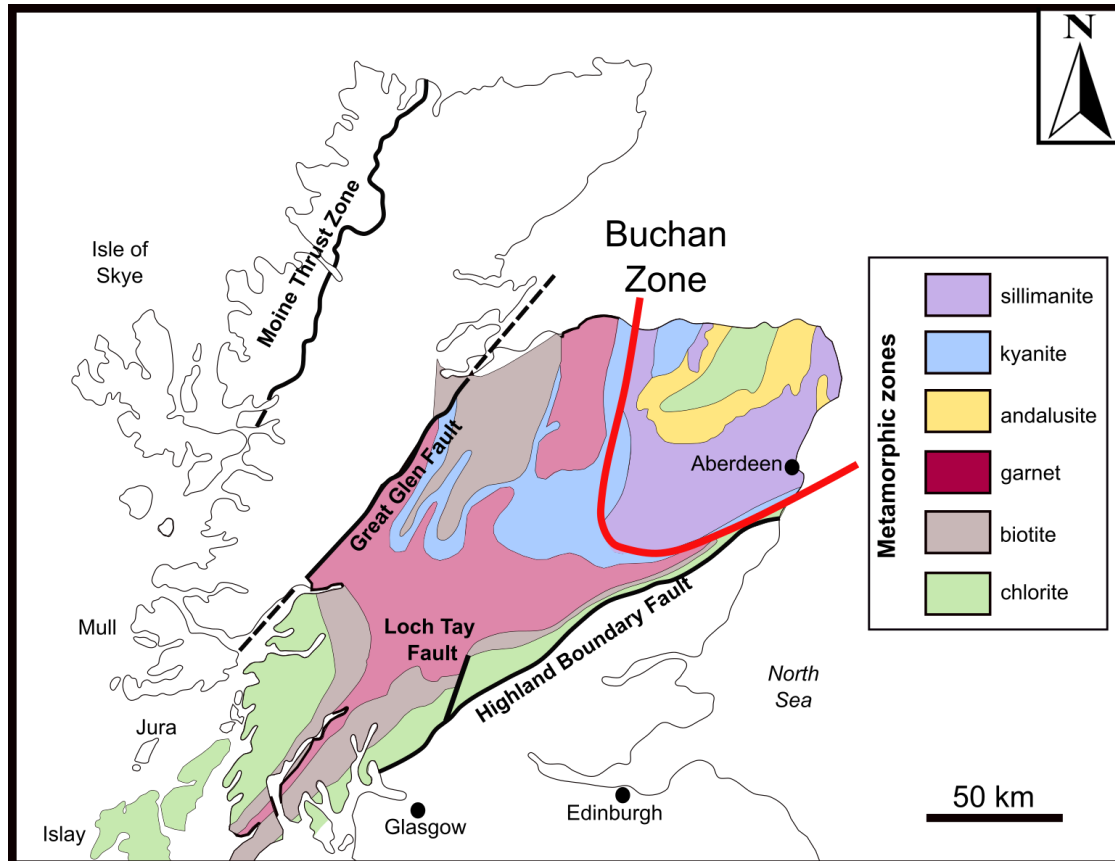 N
Buchan
Zone
Isle of
Skye
Moine Thrust Zone
Great Glen Fault
Aberdeen
Mull
Loch Tay
Fault
Highland Boundary Fault
North
Sea
Jura
Islay
Glasgow
Edinburgh
50 km
Metamorphic zones
sillimanite
kyanite
andalusite
garnet
biotite
chlorite